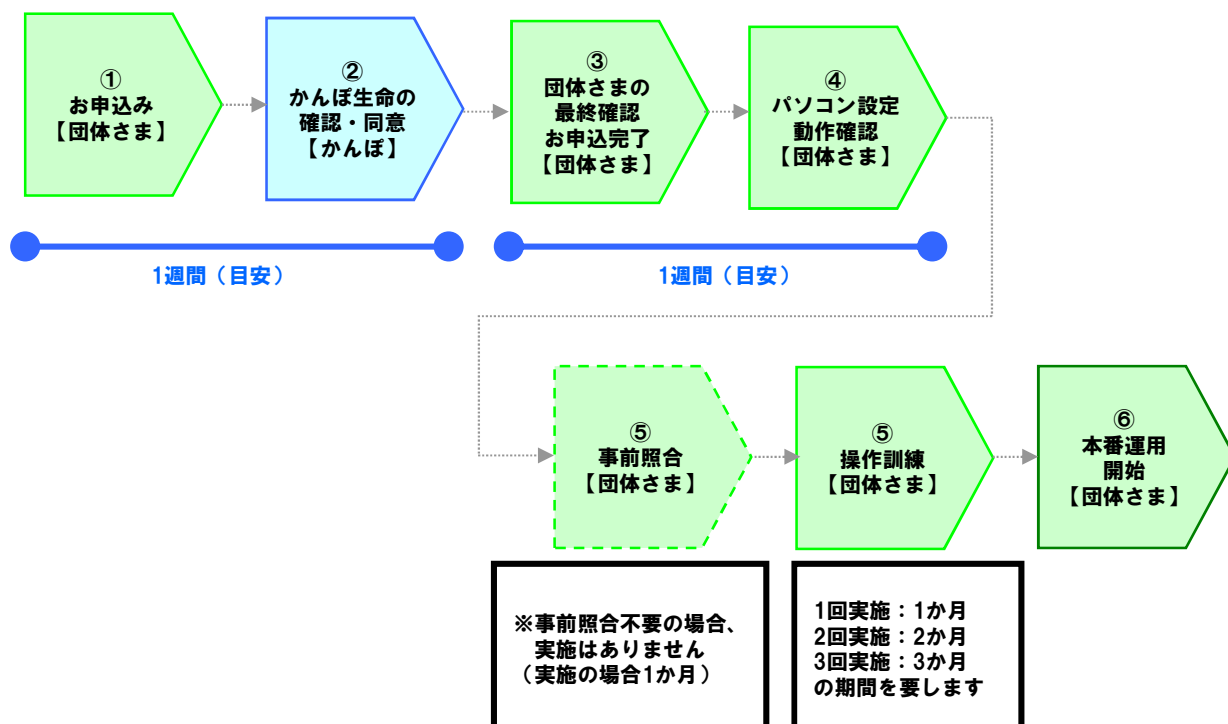 ①
お申込み
【団体さま】
②
かんぽ生命の
確認・同意
【かんぽ】
③
団体さまの
最終確認
お申込完了
【団体さま】
④
パソコン設定
動作確認
【団体さま】
1週間（目安）
1週間（目安）
⑤
事前照合
【団体さま】
⑤
操作訓練
【団体さま】
⑥
本番運用
開始
【団体さま】
※事前照合不要の場合、
実施はありません
（実施の場合1か月）
1回実施：1か月
2回実施：2か月
3回実施：3か月
の期間を要します